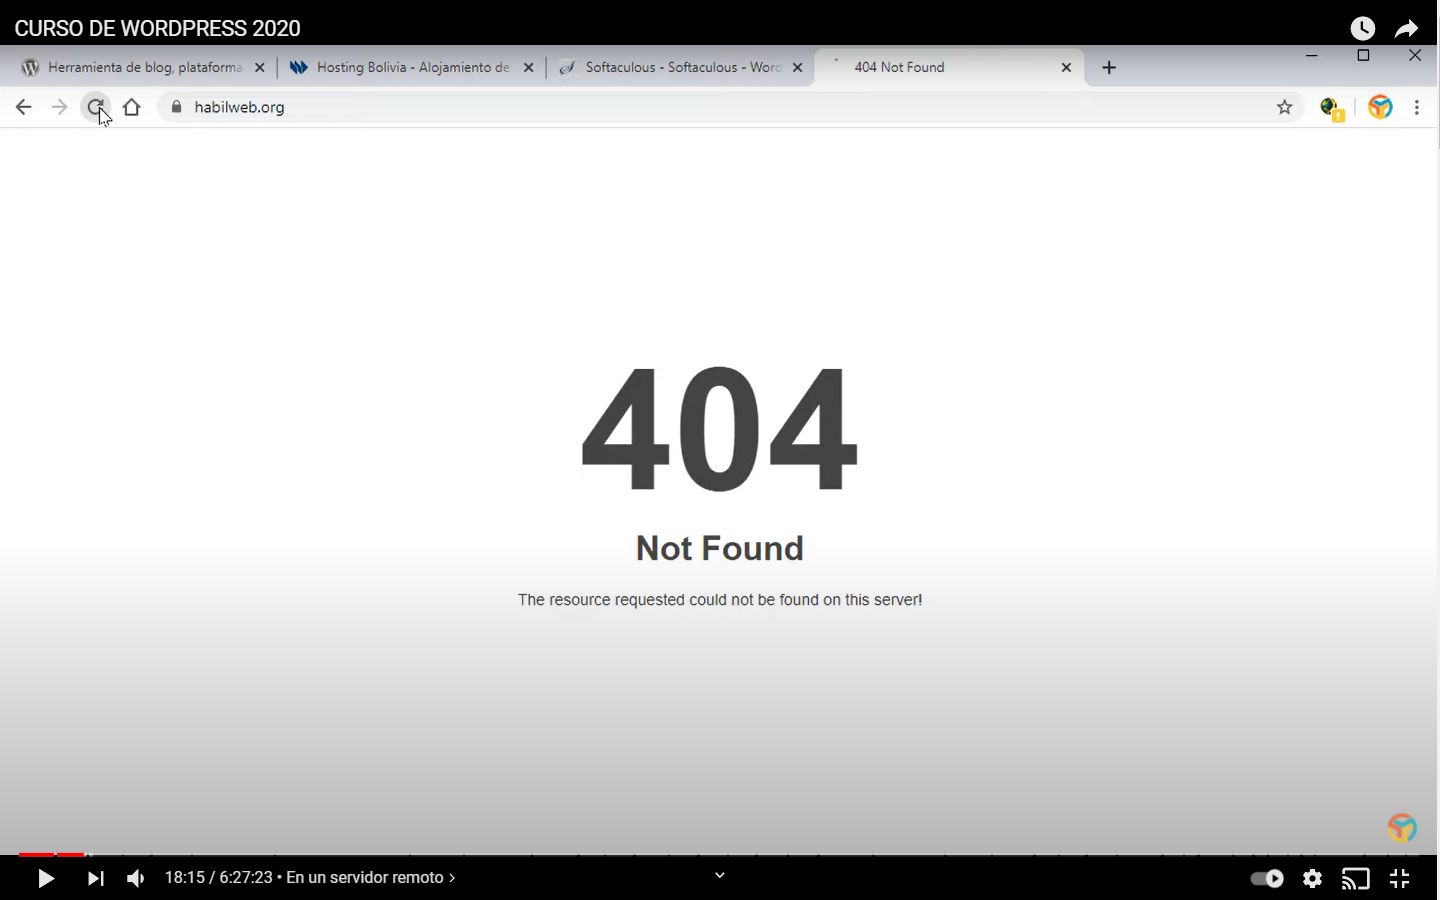 CURSO DE WORDPRESS 2020
Herramienta de blog, plataforma
Hosting Bolivia - Alojamiento de
Softaculous - Softaculous - Word
404 Not Found
habilweb.org
404
Not Found
The resource requested could not be found on this server!
18:15 / 6:27:23 • En un servidor remoto ›